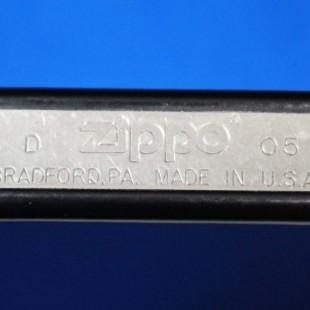 D Zippo ® 05
BRADFORD, PA. MADE IN U.S.A